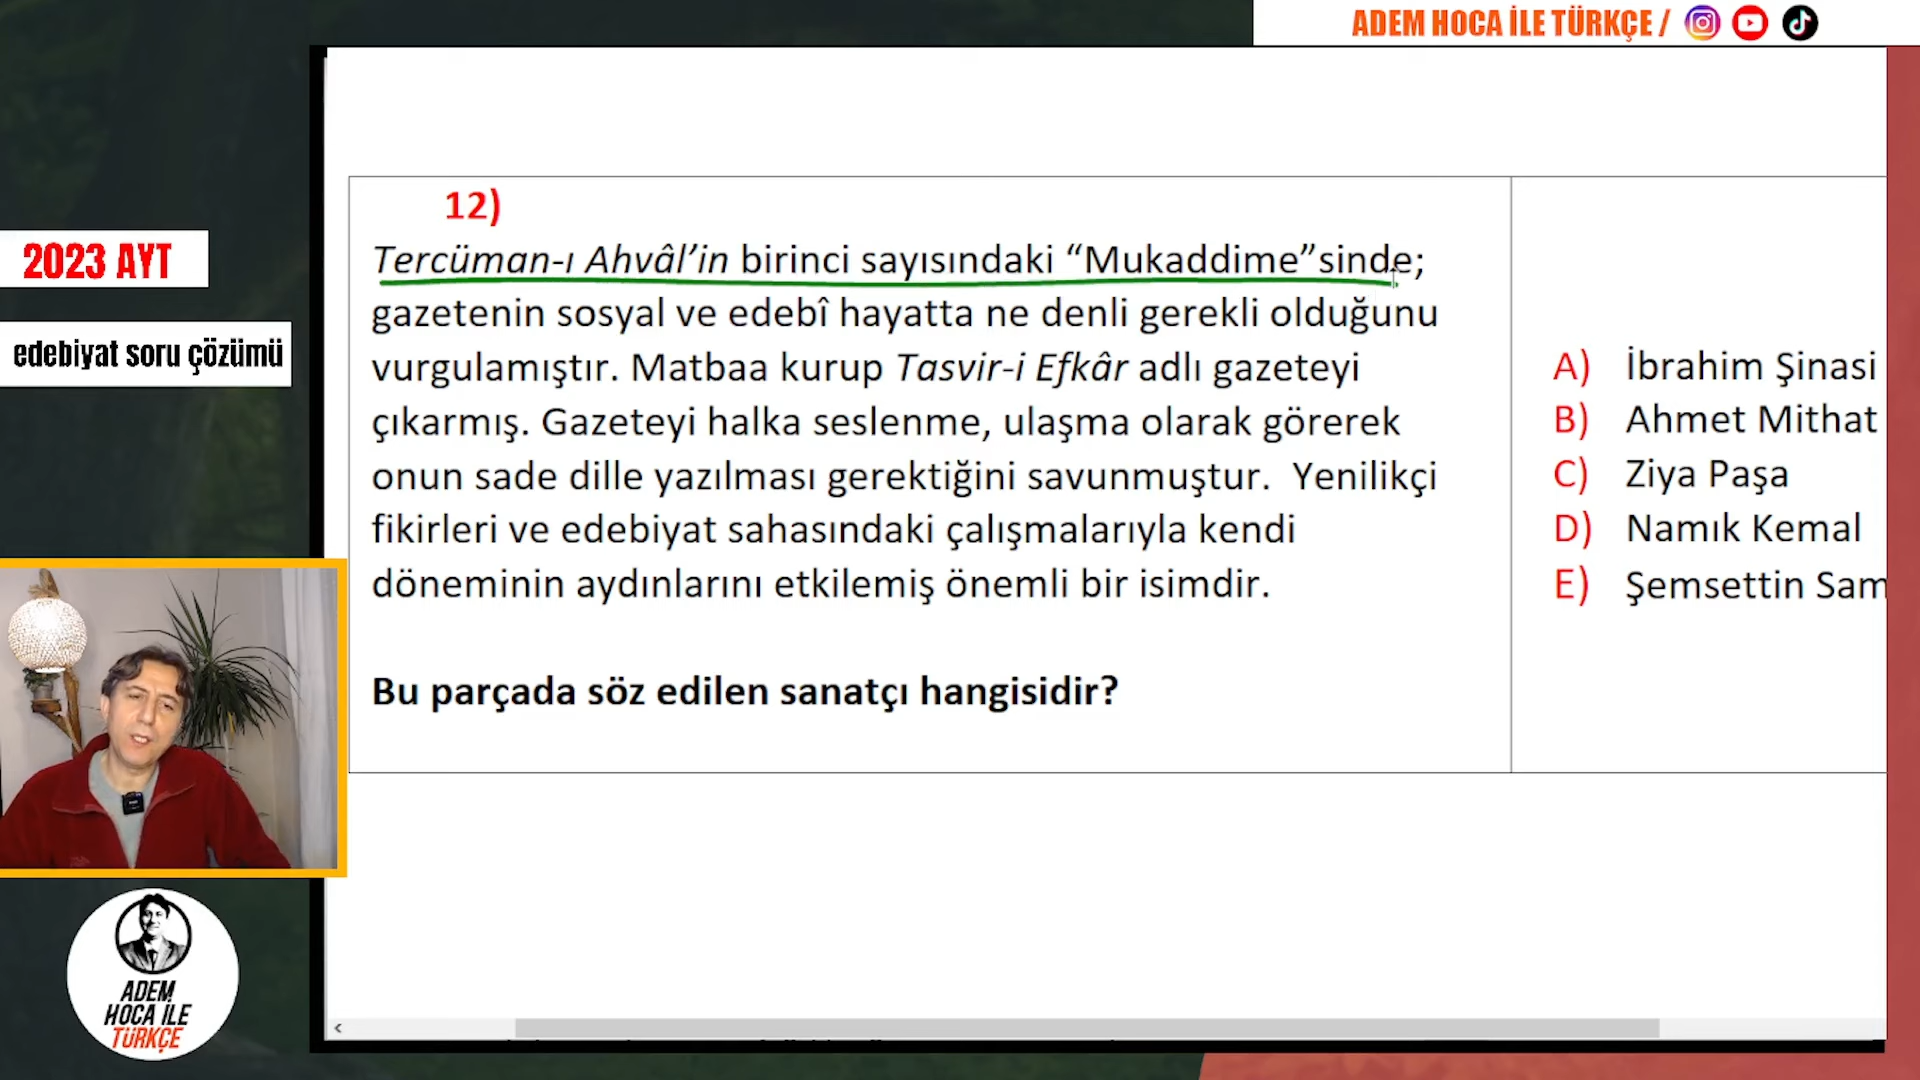 ADEM HOCA İLE TÜRKÇE /
2023 AYT
edebiyat soru çözümü
12)
Tercüman-ı Ahvâl’in birinci sayısındaki “Mukaddime”sinde;
gazetenin sosyal ve edebî hayatta ne denli gerekli olduğunu
vurgulamıştır. Matbaa kurup Tasvir-i Efkâr adlı gazeteyi
çıkarmış. Gazeteyi halka seslenme, ulaşma olarak görerek
onun sade dille yazılması gerektiğini savunmuştur. Yenilikçi
fikirleri ve edebiyat sahasındaki çalışmalarıyla kendi
döneminin aydınlarını etkilemiş önemli bir isimdir.
Bu parçada söz edilen sanatçı hangisidir?
A) İbrahim Şinasi
B) Ahmet Mithat
C) Ziya Paşa
D) Namık Kemal
E) Şemsettin Sam
ADEM
HOCA İLE
TÜRKÇE